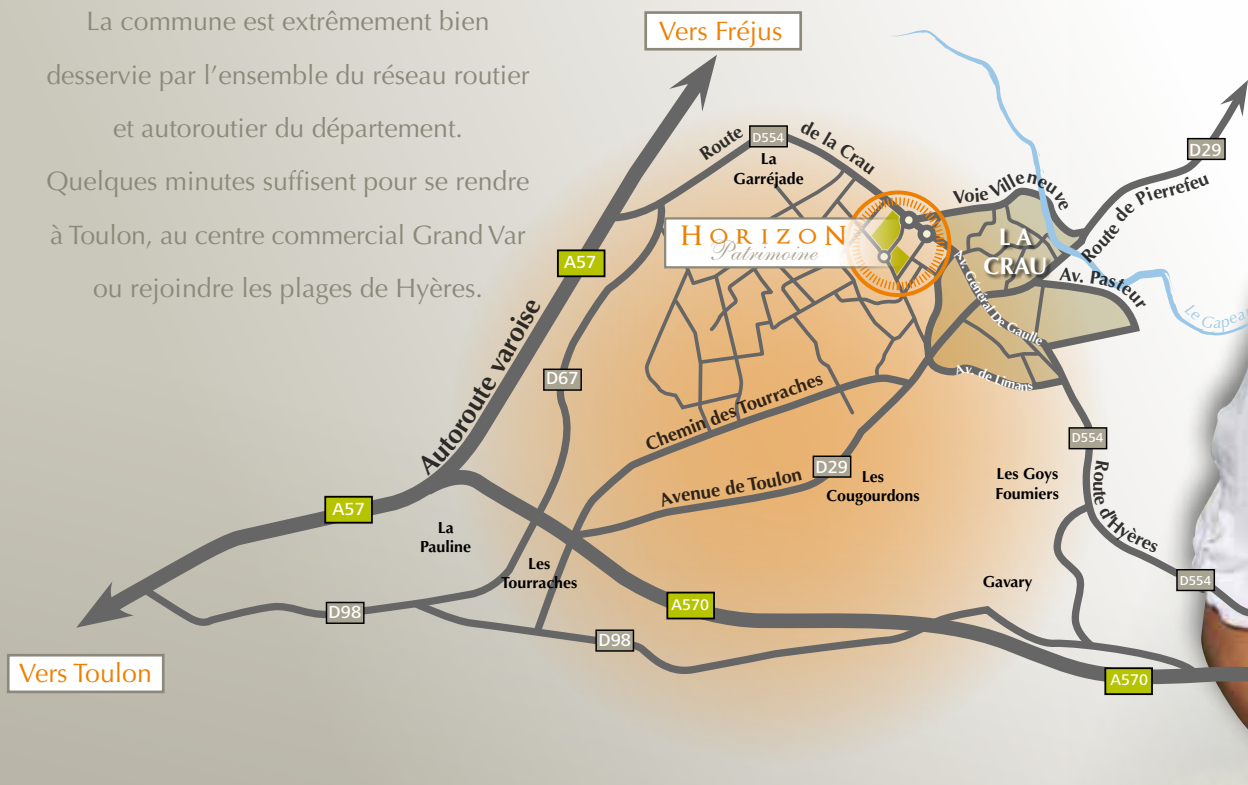 La commune est extrêmement bien
desservie par l'ensemble du réseau routier
et autoroutier du département.
Quelques minutes suffisent pour se rendre
à Toulon, au centre commercial Grand Var
ou rejoindre les plages de Hyères.
Vers Fréjus
Route
D554
de la Crau
La
Garréjade
D29
Voie Villeneuve
Route de Pierrefeu
HORIZON
Patrimoine
LA
CRAU
Av. Pasteur
A57
Av. Général De Gaulle
Le Gapeau
Autoroute varoise
D67
Av. de Limans
Chemin des Tourraches
D554
Avenue de Toulon
D29
Les
Cougourdons
Les Goys
Foumiers
Route d'Hyères
A57
La
Pauline
Les
Tourraches
Gavary
D554
D98
A570
D98
Vers Toulon
A570